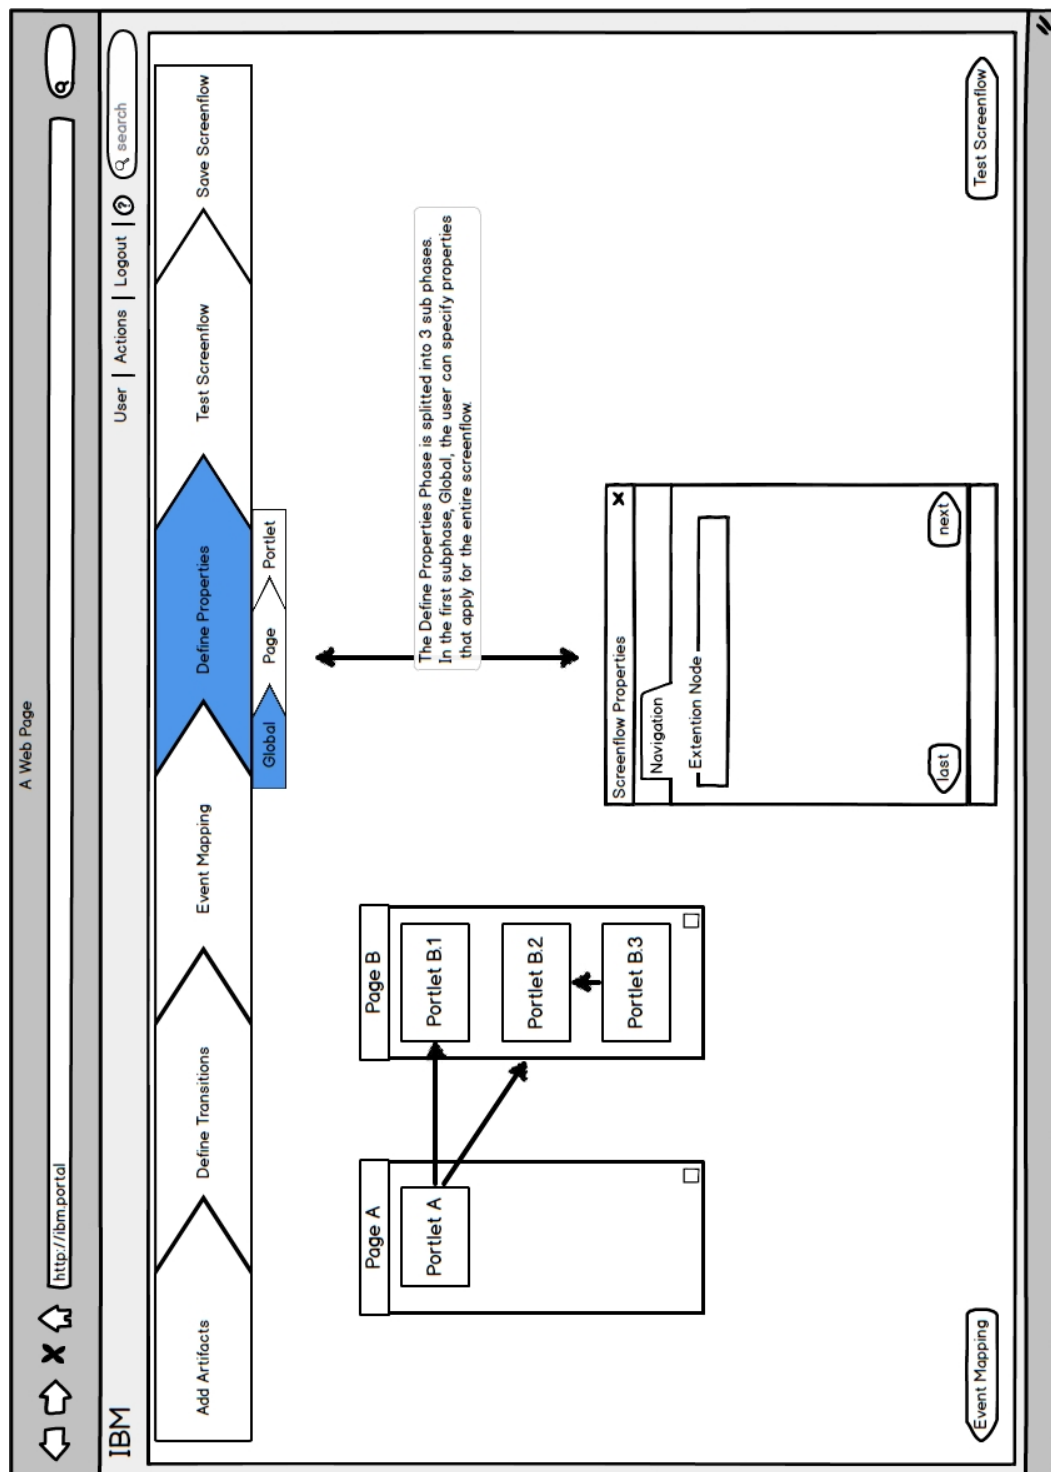 A Web Page
http://ibm.portal
IBM
User | Actions | Logout | ?
search
Add Artifacts
Define Transitions
Event Mapping
Define Properties
Test Screenflow
Save Screenflow
Global
Page
Portlet
The Define Properties Phase is splitted into 3 sub phases.
In the first subphase, Global, the user can specify properties
that apply for the entire screenflow.
Page A
Portlet A
Page B
Portlet B.1
Portlet B.2
Portlet B.3
Screenflow Properties
Navigation
Extention Node
last
next
Event Mapping
Test Screenflow